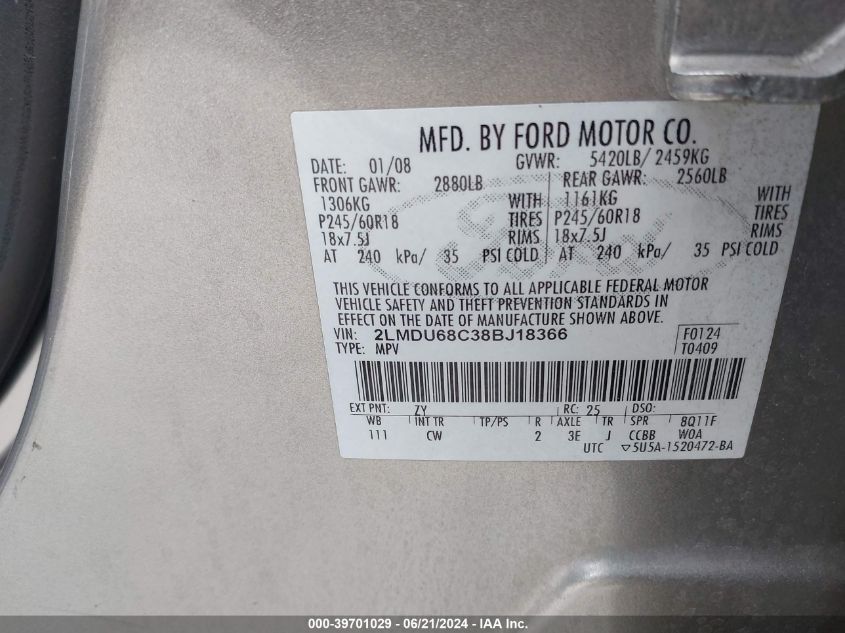 MFD. BY FORD MOTOR CO.
DATE: 01/08 GVWR: 5420LB/ 2459KG
FRONT GAWR: 2880LB REAR GAWR: 2560LB
1306KG WITH 1161KG WITH
P245/60R18 TIRES P245/60R18 TIRES
18x7.5J RIMS 18x7.5J RIMS
AT 240 kPa/ 35 PSI COLD AT 240 kPa/ 35 PSI COLD
Ford
THIS VEHICLE CONFORMS TO ALL APPLICABLE FEDERAL MOTOR
VEHICLE SAFETY AND THEFT PREVENTION STANDARDS IN
EFFECT ON THE DATE OF MANUFACTURE SHOWN ABOVE.
VIN: 2LMDU68C38BJ18366 F0124
TYPE: MPV T0409
EXT PNT: ZY RC: 25 DSO:
WB INT TR TP/PS R AXLE TR SPR 8Q11F
111 CW 2 3E J CCBB WOA
UTC ▽5U5A-1520472-BA
000-39701029 - 06/21/2024 - IAA Inc.